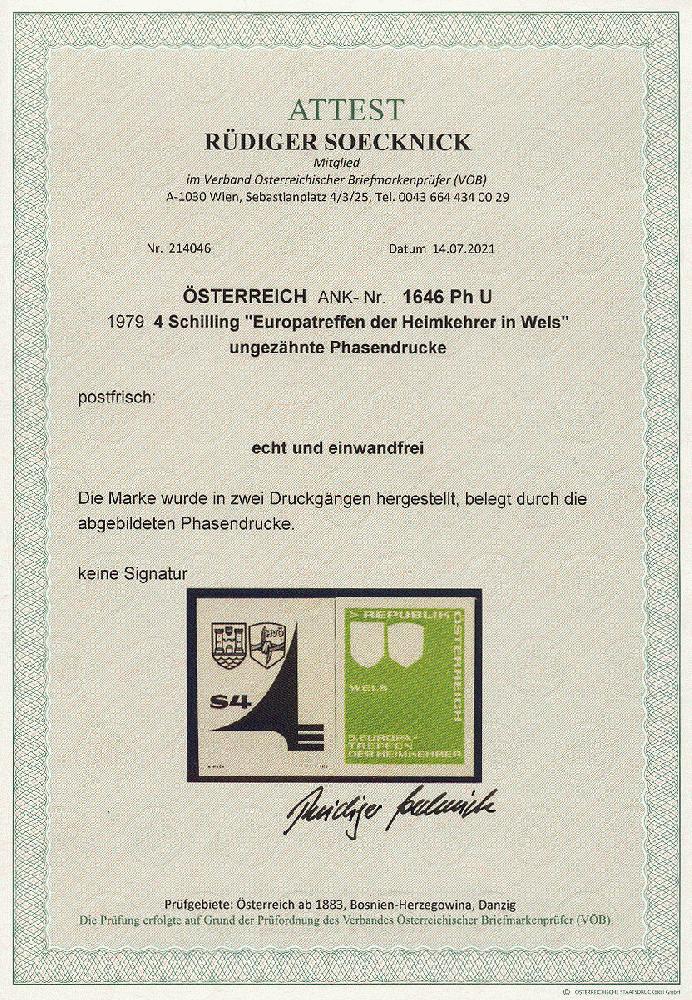 ATTEST
RÜDIGER SOECKNICK
Mitglied
im Verband Österreichischer Briefmarkenprüfer (VÖB)
A-1030 Wien, Sebastianplatz 4/3/25, Tel. 0043 664 434 00 29
Nr. 214046 Datum 14.07.2021
ÖSTERREICH ANK-Nr. 1646 Ph U
1979 4 Schilling "Europatreffen der Heimkehrer in Wels"
ungezähnte Phasendrucke
postfrisch:
echt und einwandfrei
Die Marke wurde in zwei Druckgängen hergestellt, belegt durch die
abgebildeten Phasendrucke.
keine Signatur
S4
REPUBLIK
ÖSTERREICH
WELS
3. EUROPA-
TREFFEN
DER HEIMKEHRER
Prüfgebiete: Österreich ab 1883, Bosnien-Herzegowina, Danzig
Die Prüfung erfolgte auf Grund der Prüfordnung des Verbandes Österreichischer Briefmarkenprüfer (VÖB)